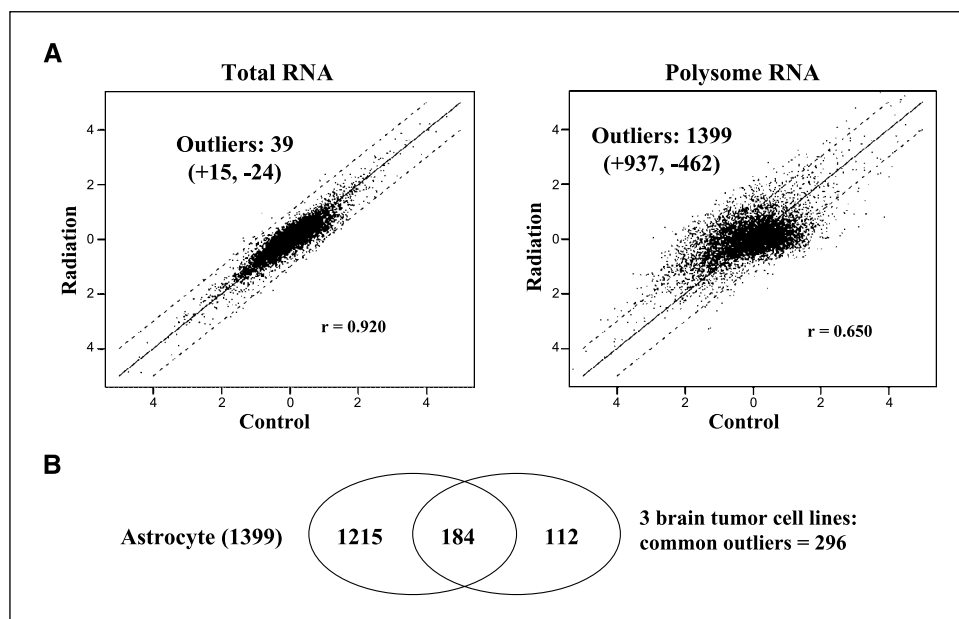 A
Total RNA
Outliers: 39
(+15, -24)
r = 0.920
4
2
0
2
4
Radiation
4
2
0
2
4
Control
Polysome RNA
Outliers: 1399
(+937, -462)
r = 0.650
4
2
0
2
4
Radiation
4
2
0
2
4
Control
B
Astrocyte (1399)
1215
184
112
3 brain tumor cell lines:
common outliers = 296